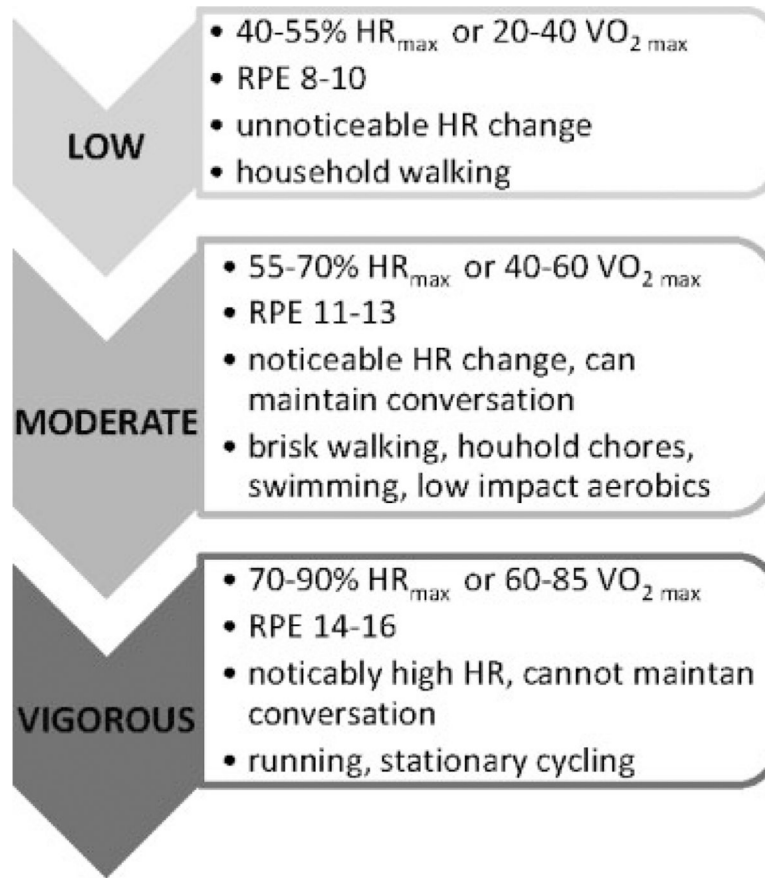 LOW
• 40-55% HRmax or 20-40 VO2 max
• RPE 8-10
• unnoticeable HR change
• household walking
MODERATE
• 55-70% HRmax or 40-60 VO2 max
• RPE 11-13
• noticeable HR change, can
maintain conversation
• brisk walking, houhold chores,
swimming, low impact aerobics
VIGOROUS
• 70-90% HRmax or 60-85 VO2 max
• RPE 14-16
• noticably high HR, cannot maintan
conversation
• running, stationary cycling